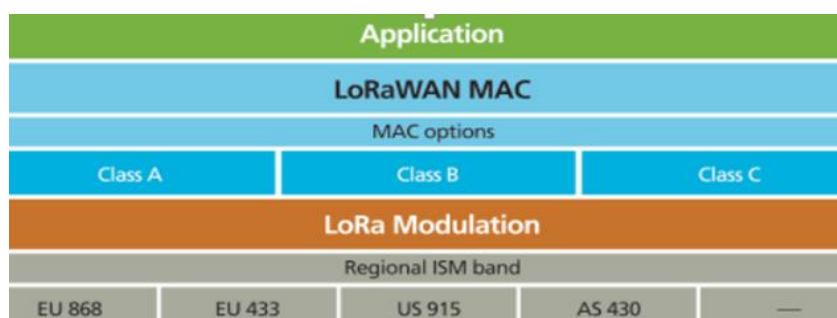 Application
LoRaWAN MAC
MAC options
Class A Class B Class C
LoRa Modulation
Regional ISM band
EU 868 EU 433 US 915 AS 430 —